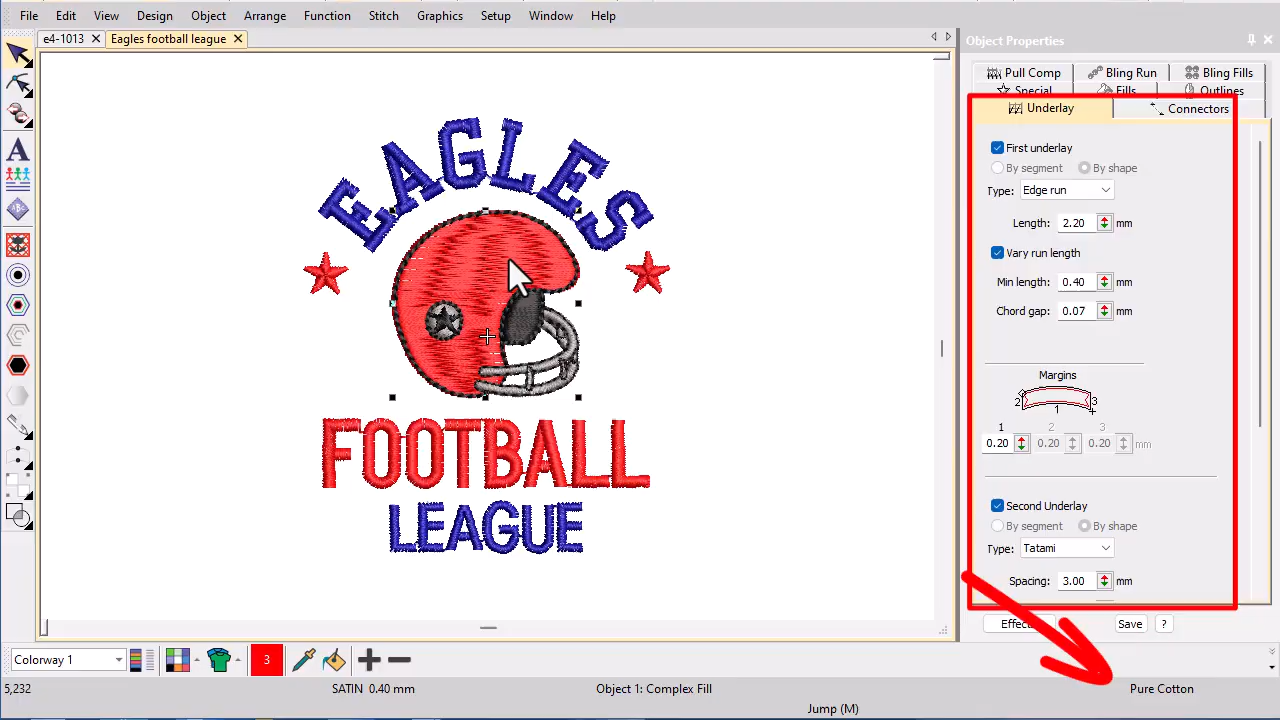 File Edit View Design Object Arrange Function Stitch Graphics Setup Window Help
e4-1013 Eagles football league
Object Properties
Pull Comp Bling Run Bling Fills
Special Fills Outlines
Underlay Connectors
First underlay
By segment By shape
Type: Edge run
Length: 2.20 mm
Vary run length
Min length: 0.40 mm
Chord gap: 0.07 mm
Margins
2 1 3
1 2 3
0.20 0.20 0.20 mm
Second Underlay
By segment By shape
Type: Tatami
Spacing: 3.00 mm
Save ?
A
ABC
EAGLES
FOOTBALL
LEAGUE
Colorway 1 3
5,232 SATIN 0.40 mm Object 1: Complex Fill Pure Cotton
Jump (M)